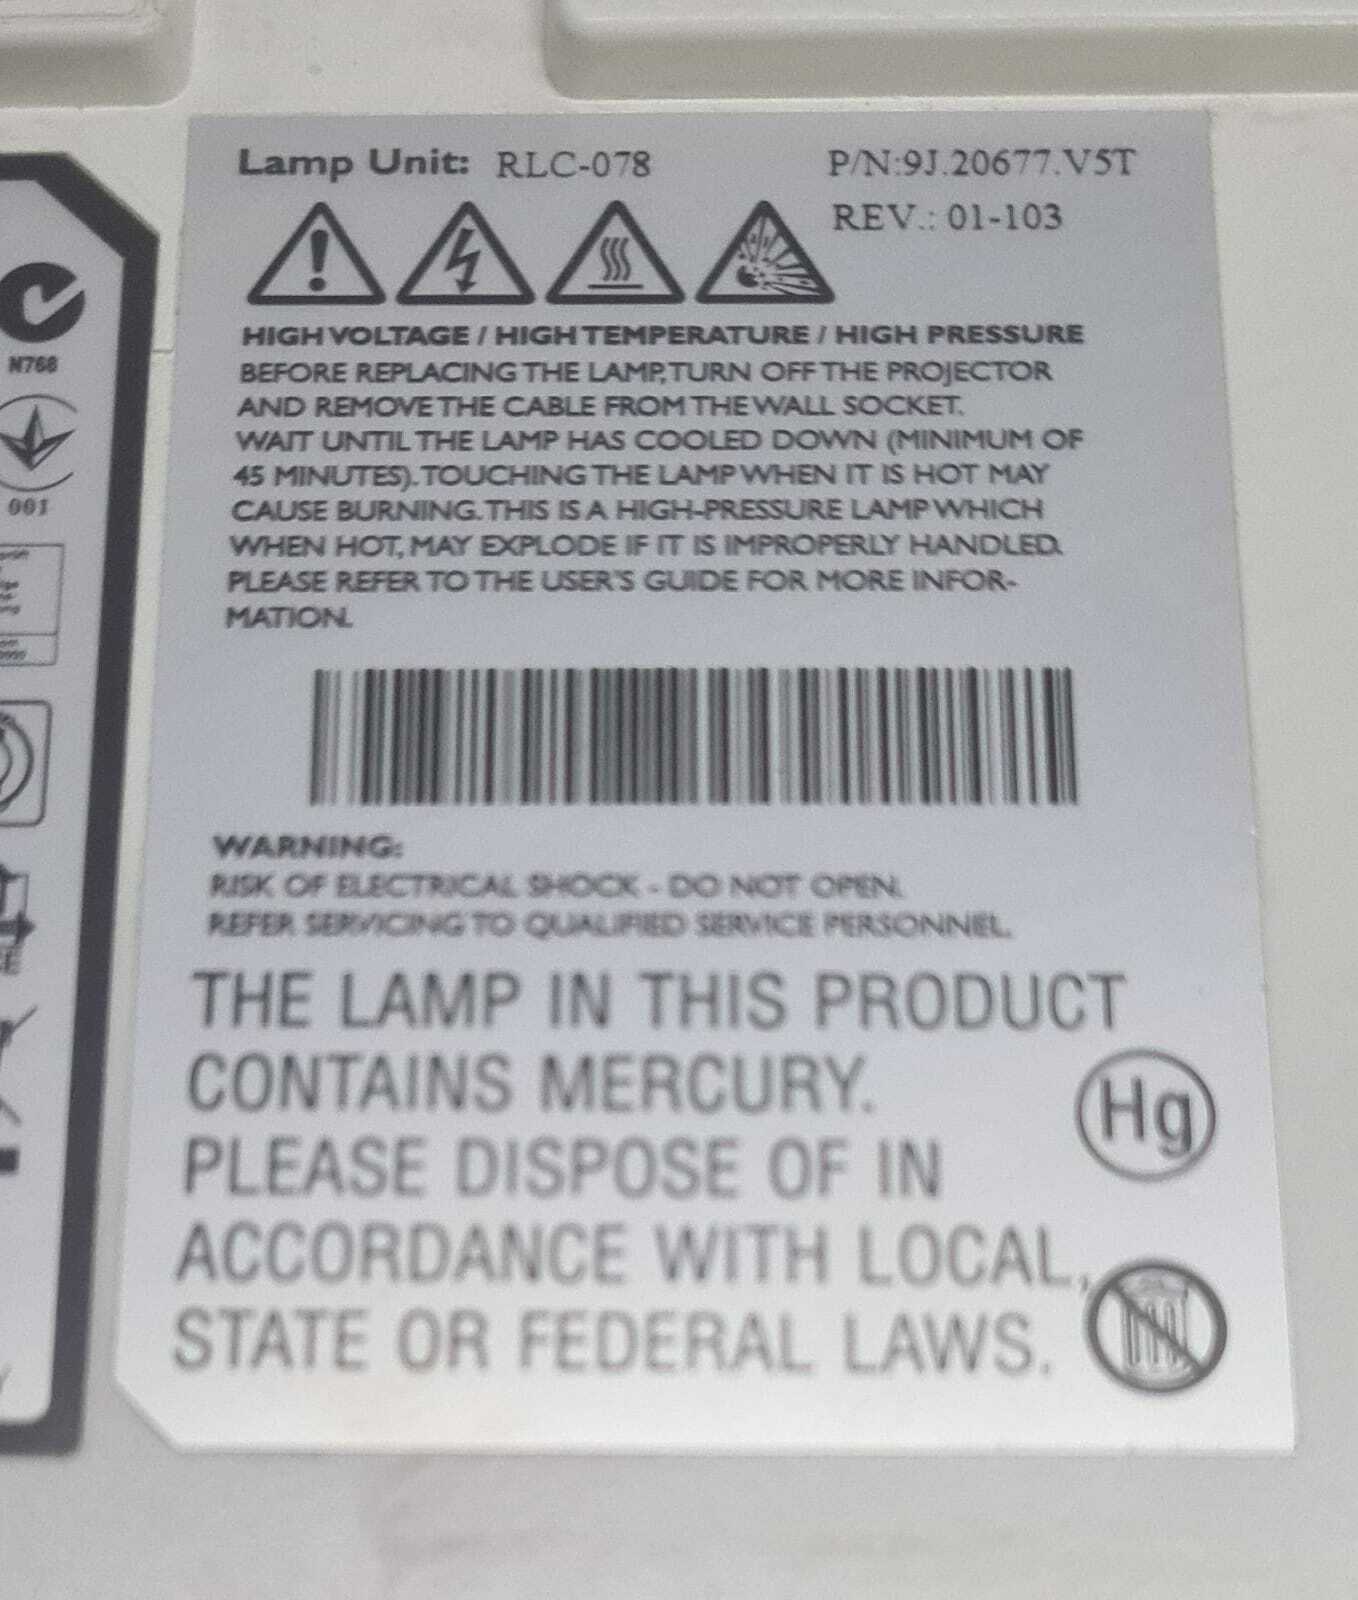 Lamp Unit: RLC-078 P/N:9J.20677.V5T
REV.: 01-103
HIGH VOLTAGE / HIGH TEMPERATURE / HIGH PRESSURE
BEFORE REPLACING THE LAMP, TURN OFF THE PROJECTOR
AND REMOVE THE CABLE FROM THE WALL SOCKET.
WAIT UNTIL THE LAMP HAS COOLED DOWN (MINIMUM OF
45 MINUTES). TOUCHING THE LAMP WHEN IT IS HOT MAY
CAUSE BURNING. THIS IS A HIGH-PRESSURE LAMP WHICH
WHEN HOT, MAY EXPLODE IF IT IS IMPROPERLY HANDLED.
PLEASE REFER TO THE USER'S GUIDE FOR MORE INFOR-
MATION.
WARNING:
RISK OF ELECTRICAL SHOCK - DO NOT OPEN.
REFER SERVICING TO QUALIFIED SERVICE PERSONNEL.
THE LAMP IN THIS PRODUCT
CONTAINS MERCURY.
Hg
PLEASE DISPOSE OF IN
ACCORDANCE WITH LOCAL,
STATE OR FEDERAL LAWS.
N768
001